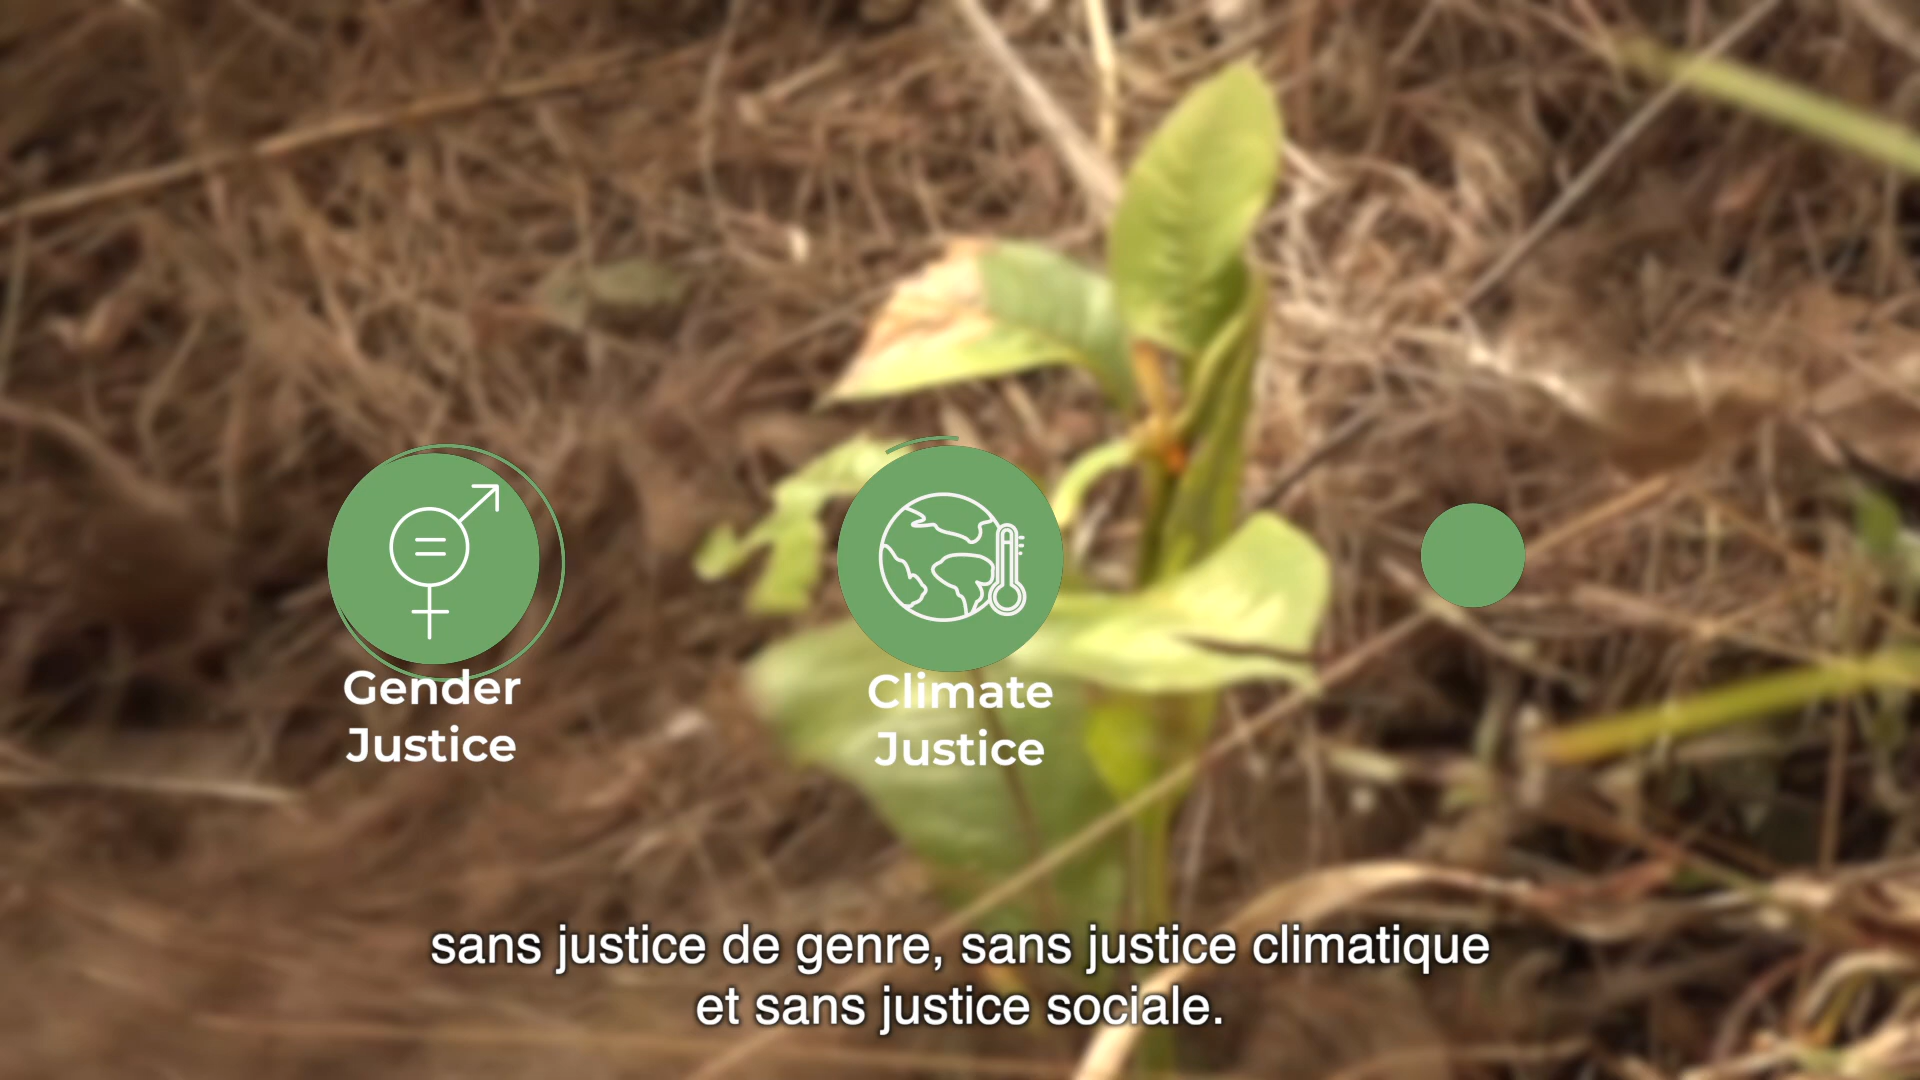 Gender
Justice
Climate
Justice
sans justice de genre, sans justice climatique
et sans justice sociale.